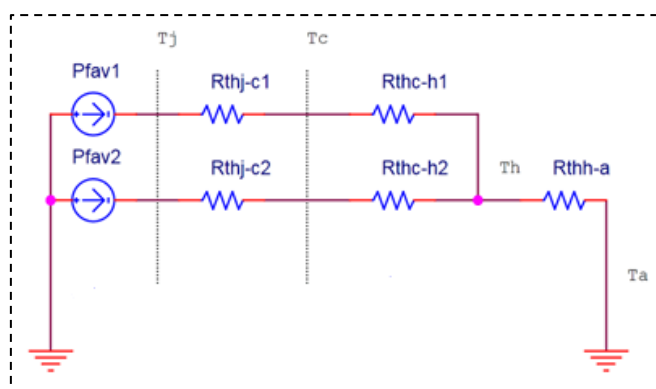 Tj Tc
Pfav1 Rthj-c1 Rthc-h1
Pfav2 Rthj-c2 Rthc-h2 Th Rthh-a
Ta